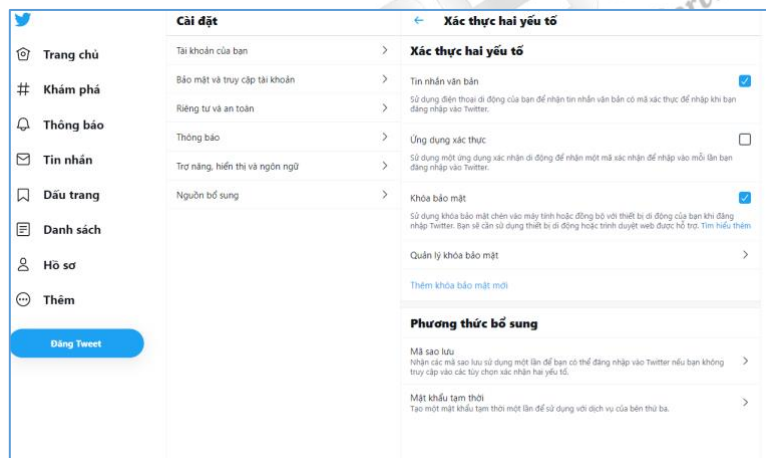 Trang chủ
Khám phá
Thông báo
Tin nhắn
Dấu trang
Danh sách
Hồ sơ
Thêm
Đăng Tweet
Cài đặt
Tài khoản của bạn
Bảo mật và truy cập tài khoản
Riêng tư và an toàn
Thông báo
Trợ năng, hiển thị và ngôn ngữ
Nguồn bổ sung
Xác thực hai yếu tố
Xác thực hai yếu tố
Tin nhắn văn bản
Sử dụng điện thoại di động của bạn để nhận tin nhắn văn bản có mã xác thực để nhập khi bạn
đăng nhập vào Twitter.
Ứng dụng xác thực
Sử dụng một ứng dụng xác nhận di động để nhận một mã xác nhận để nhập vào mỗi lần bạn
đăng nhập vào Twitter.
Khóa bảo mật
Sử dụng khóa bảo mật chèn vào máy tính hoặc đồng bộ với thiết bị di động của bạn khi đăng
nhập Twitter. Bạn sẽ cần sử dụng thiết bị di động hoặc trình duyệt web được hỗ trợ. Tìm hiểu thêm
Quản lý khóa bảo mật
Thêm khóa bảo mật mới
Phương thức bổ sung
Mã sao lưu
Nhận các mã sao lưu sử dụng một lần để bạn có thể đăng nhập vào Twitter nếu bạn không
truy cập vào các tùy chọn xác nhận hai yếu tố.
Mật khẩu tạm thời
Tạo một mật khẩu tạm thời một lần để sử dụng với dịch vụ của bên thứ ba.